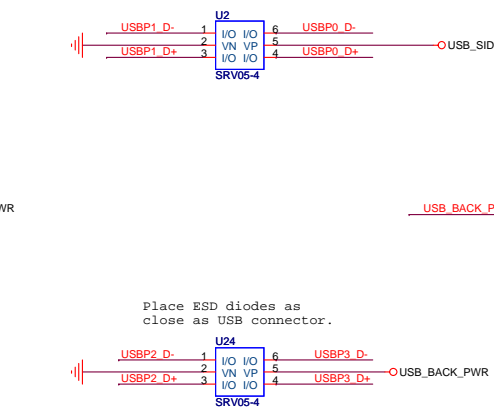 U2
USBP1_D- 1 I/O I/O 6 USBP0_D-
2 VN VP 5 USB_SID
USBP1_D+ 3 I/O I/O 4 USBP0_D+
SRV05-4
WR
USB_BACK_P
Place ESD diodes as
close as USB connector.
U24
USBP2_D- 1 I/O I/O 6 USBP3_D-
2 VN VP 5 USB_BACK_PWR
USBP2_D+ 3 I/O I/O 4 USBP3_D+
SRV05-4